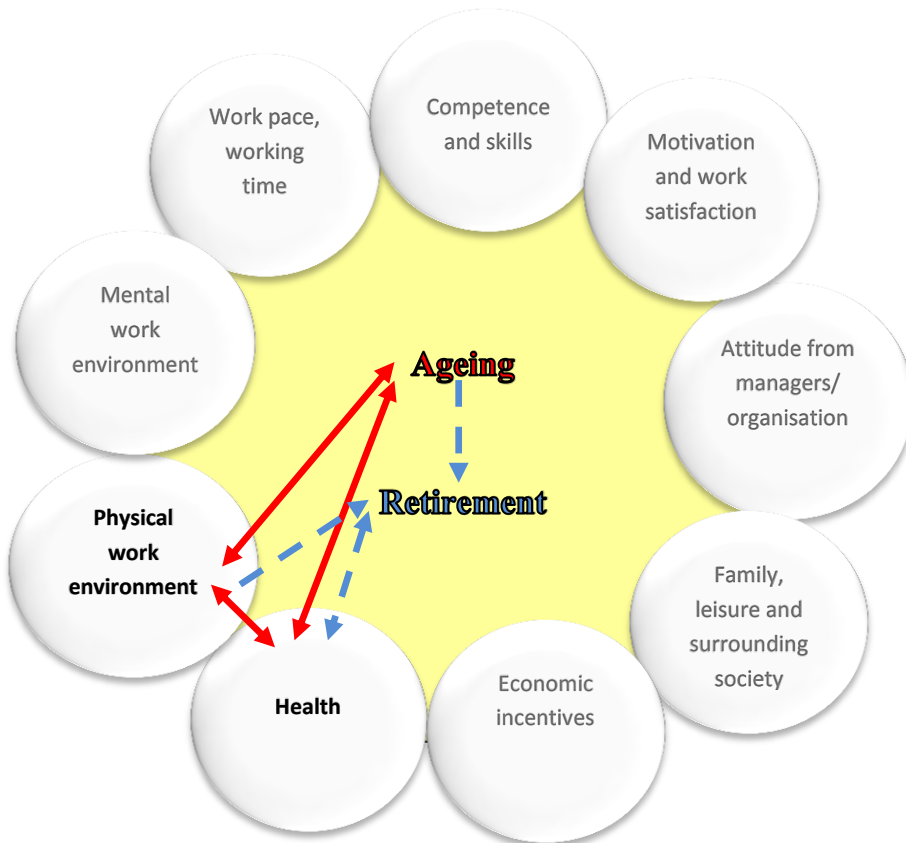 Competence
and skills
Work pace,
working
time
Motivation
and work
satisfaction
Mental
work
environment
Attitude from
managers/
organisation
Ageing
Retirement
Physical
work
environment
Family,
leisure and
surrounding
society
Health
Economic
incentives